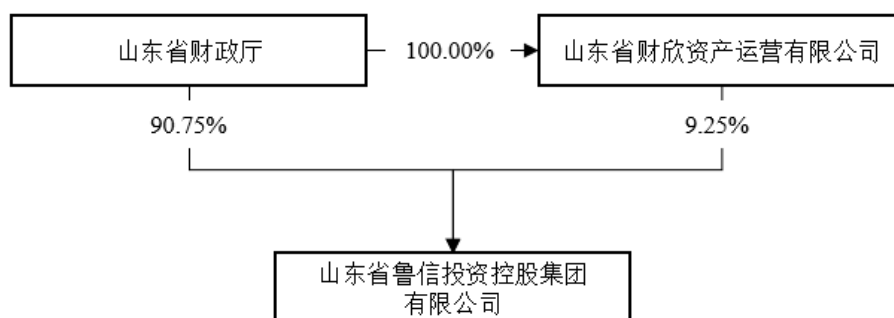 山东省财政厅
100.00%
山东省财欣资产运营有限公司
90.75%
9.25%
山东省鲁信投资控股集团
有限公司